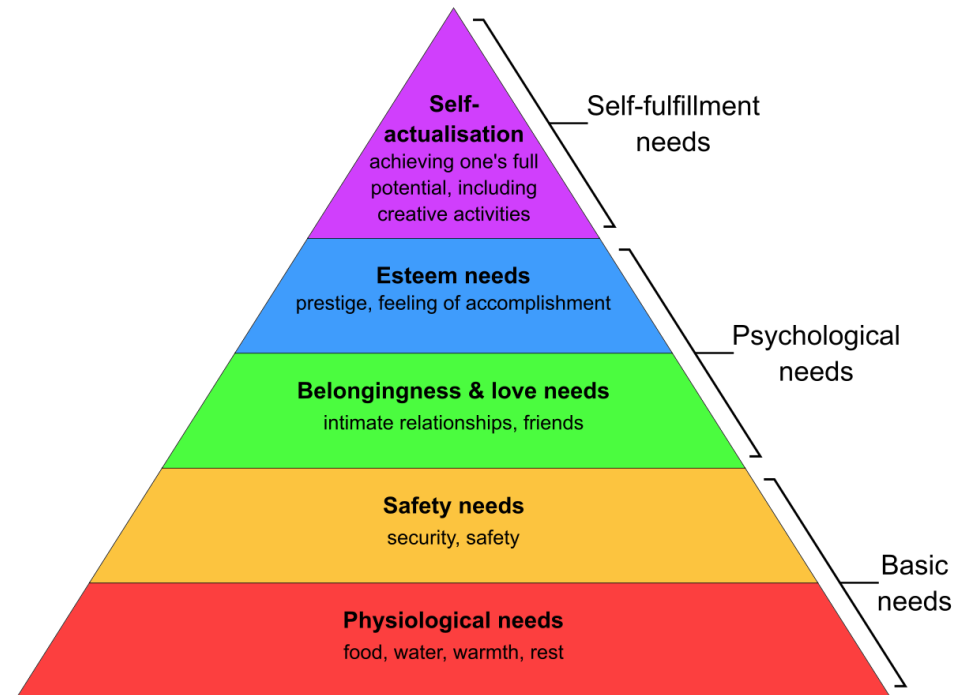 Self-
actualisation
achieving one's full
potential, including
creative activities
Self-fulfillment
needs
Esteem needs
prestige, feeling of accomplishment
Psychological
needs
Belongingness & love needs
intimate relationships, friends
Safety needs
security, safety
Basic
needs
Physiological needs
food, water, warmth, rest